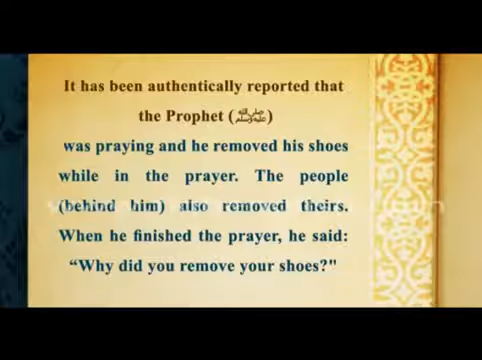 It has been authentically reported that
the Prophet (ﷺ)
was praying and he removed his shoes
while in the prayer. The people
(behind him) also removed theirs.
When he finished the prayer, he said:
“Why did you remove your shoes?"